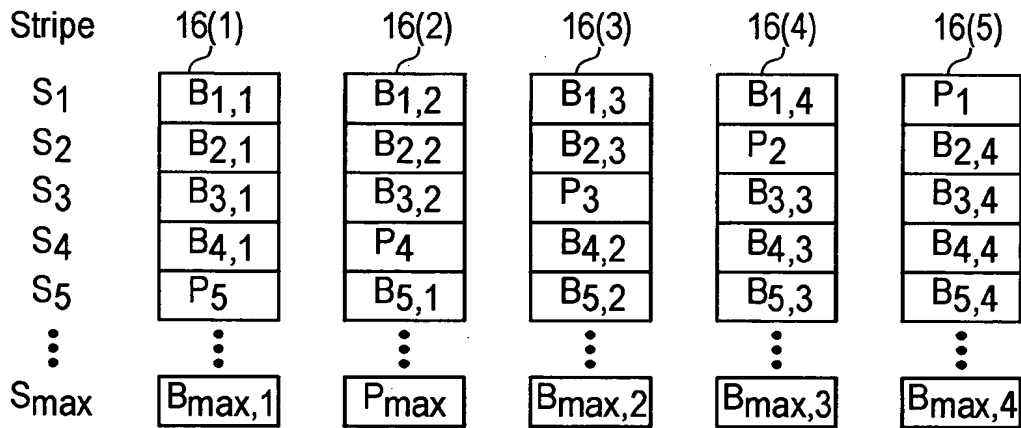 Stripe 16(1) 16(2) 16(3) 16(4) 16(5)
S1 B1,1 B1,2 B1,3 B1,4 P1
S2 B2,1 B2,2 B2,3 P2 B2,4
S3 B3,1 B3,2 P3 B3,3 B3,4
S4 B4,1 P4 B4,2 B4,3 B4,4
S5 P5 B5,1 B5,2 B5,3 B5,4
Smax Bmax,1 Pmax Bmax,2 Bmax,3 Bmax,4